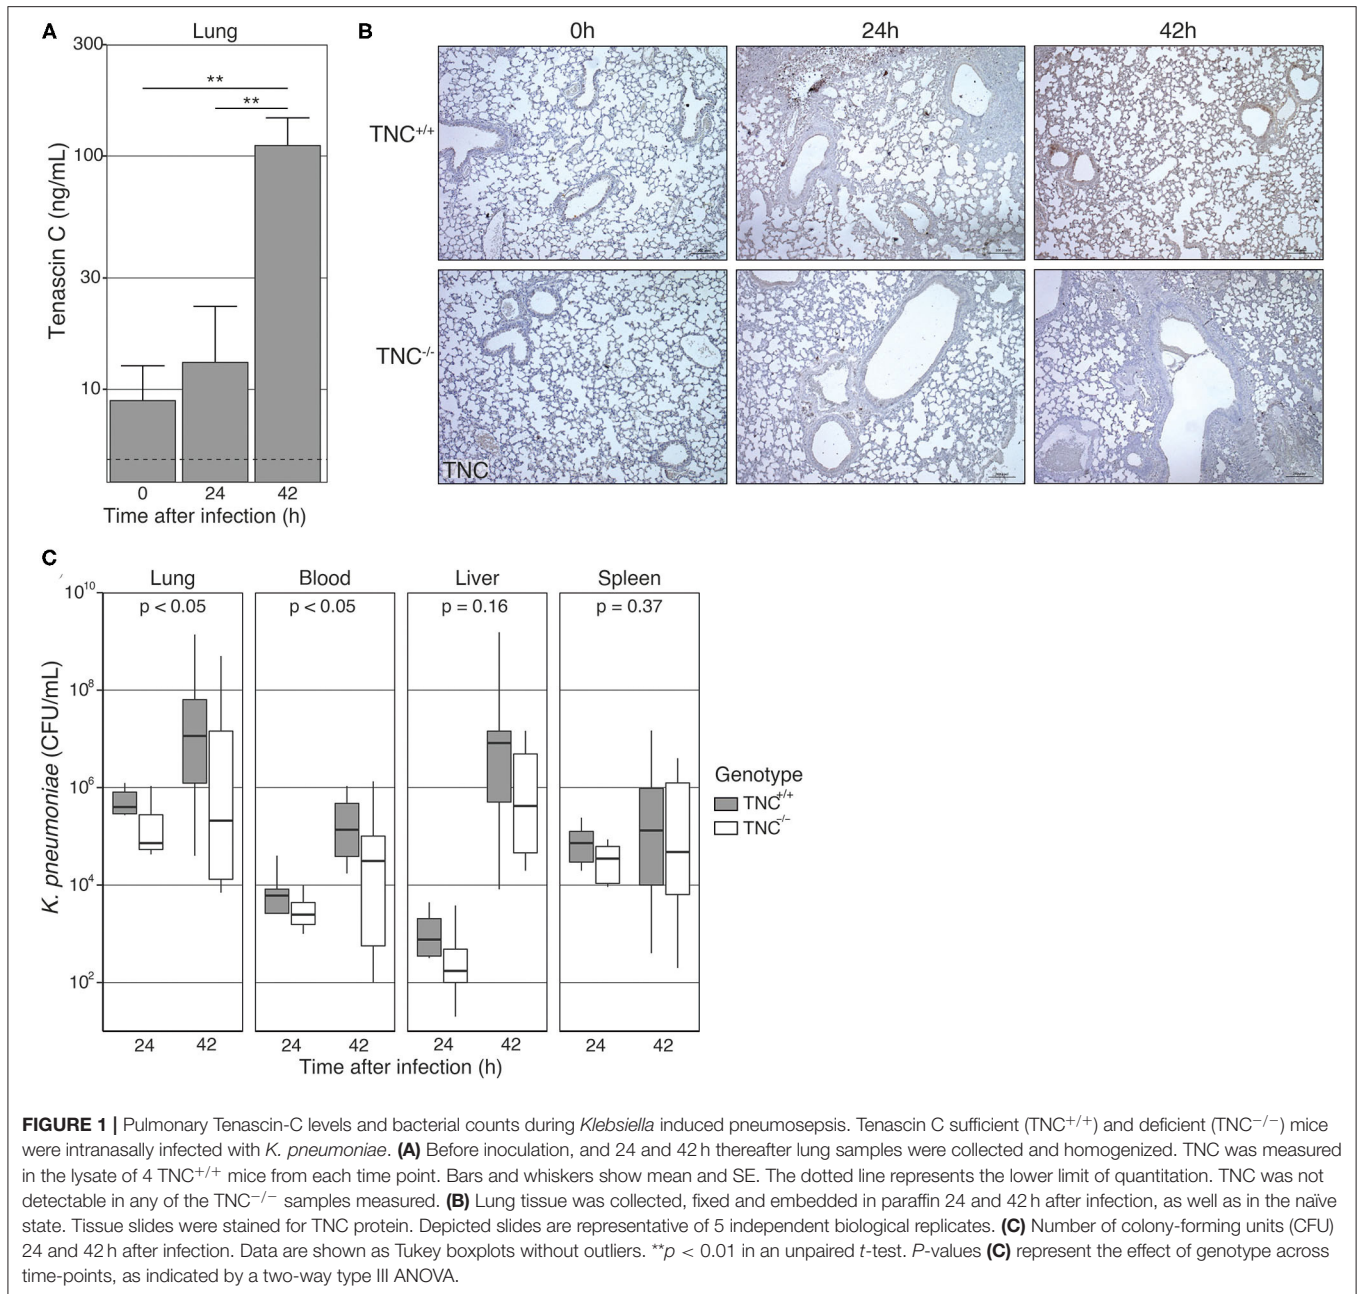 A
Lung
300
100
30
10
**
**
Tenascin C (ng/mL)
0 24 42
Time after infection (h)
B
0h 24h 42h
TNC+/+
TNC-/-
TNC
C
Lung Blood Liver Spleen
p < 0.05 p < 0.05 p = 0.16 p = 0.37
10^10
10^8
10^6
10^4
10^2
K. pneumoniae (CFU/mL)
24 42 24 42 24 42 24 42
Time after infection (h)
Genotype
TNC+/+
TNC-/-
FIGURE 1 | Pulmonary Tenascin-C levels and bacterial counts during Klebsiella induced pneumosepsis. Tenascin C sufficient (TNC+/+) and deficient (TNC−/−) mice
were intranasally infected with K. pneumoniae. (A) Before inoculation, and 24 and 42 h thereafter lung samples were collected and homogenized. TNC was measured
in the lysate of 4 TNC+/+ mice from each time point. Bars and whiskers show mean and SE. The dotted line represents the lower limit of quantitation. TNC was not
detectable in any of the TNC−/− samples measured. (B) Lung tissue was collected, fixed and embedded in paraffin 24 and 42 h after infection, as well as in the naïve
state. Tissue slides were stained for TNC protein. Depicted slides are representative of 5 independent biological replicates. (C) Number of colony-forming units (CFU)
24 and 42 h after infection. Data are shown as Tukey boxplots without outliers. **p < 0.01 in an unpaired t-test. P-values (C) represent the effect of genotype across
time-points, as indicated by a two-way type III ANOVA.